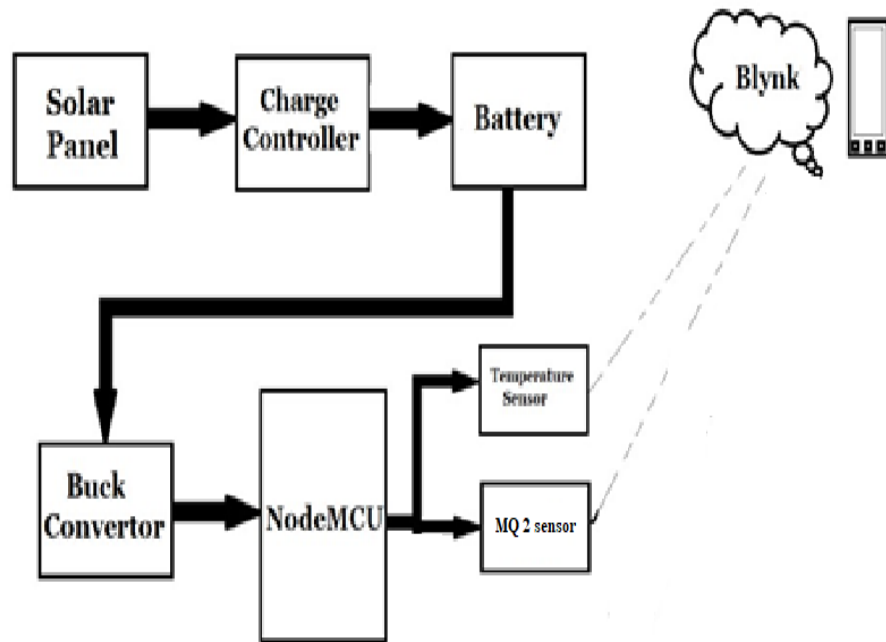 Solar
Panel
Charge
Controller
Battery
Blynk
Temperature
Sensor
Buck
Convertor
NodeMCU
MQ 2 sensor